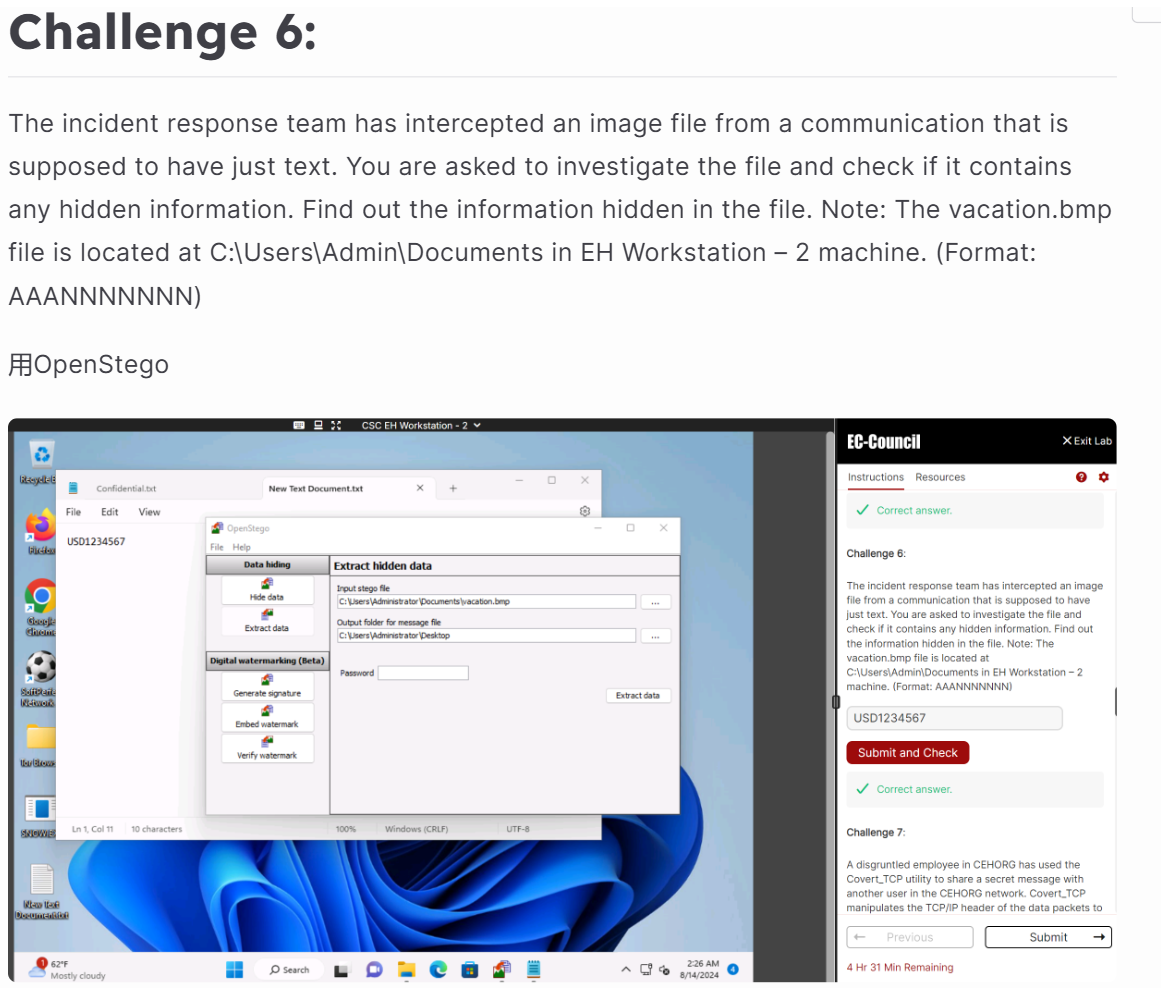 Challenge 6:
The incident response team has intercepted an image file from a communication that is
supposed to have just text. You are asked to investigate the file and check if it contains
any hidden information. Find out the information hidden in the file. Note: The vacation.bmp
file is located at C:\Users\Admin\Documents in EH Workstation – 2 machine. (Format:
AAANNNNNNN)
用OpenStego
CSC EH Workstation - 2
Confidential.txt
New Text Document.txt
File Edit View
USD1234567
OpenStego
File Help
Data hiding
Hide data
Extract data
Digital watermarking (Beta)
Generate signature
Embed watermark
Verify watermark
Extract hidden data
Input stego file
C:\Users\Administrator\Documents\vacation.bmp
...
Output folder for message file
C:\Users\Administrator\Desktop
...
Password
Extract data
Ln 1, Col 11 10 characters 100% Windows (CRLF) UTF-8
Firefox
Google
Chrome
Network
New Text
Document.txt
62°F
Mostly cloudy
Search
2:26 AM
8/14/2024
4
EC-Council
Exit Lab
Instructions Resources
Correct answer.
Challenge 6:
The incident response team has intercepted an image
file from a communication that is supposed to have
just text. You are asked to investigate the file and
check if it contains any hidden information. Find out
the information hidden in the file. Note: The
vacation.bmp file is located at
C:\Users\Admin\Documents in EH Workstation – 2
machine. (Format: AAANNNNNNN)
USD1234567
Submit and Check
Correct answer.
Challenge 7:
A disgruntled employee in CEHORG has used the
Covert_TCP utility to share a secret message with
another user in the CEHORG network. Covert_TCP
manipulates the TCP/IP header of the data packets to
Previous
Submit
4 Hr 31 Min Remaining